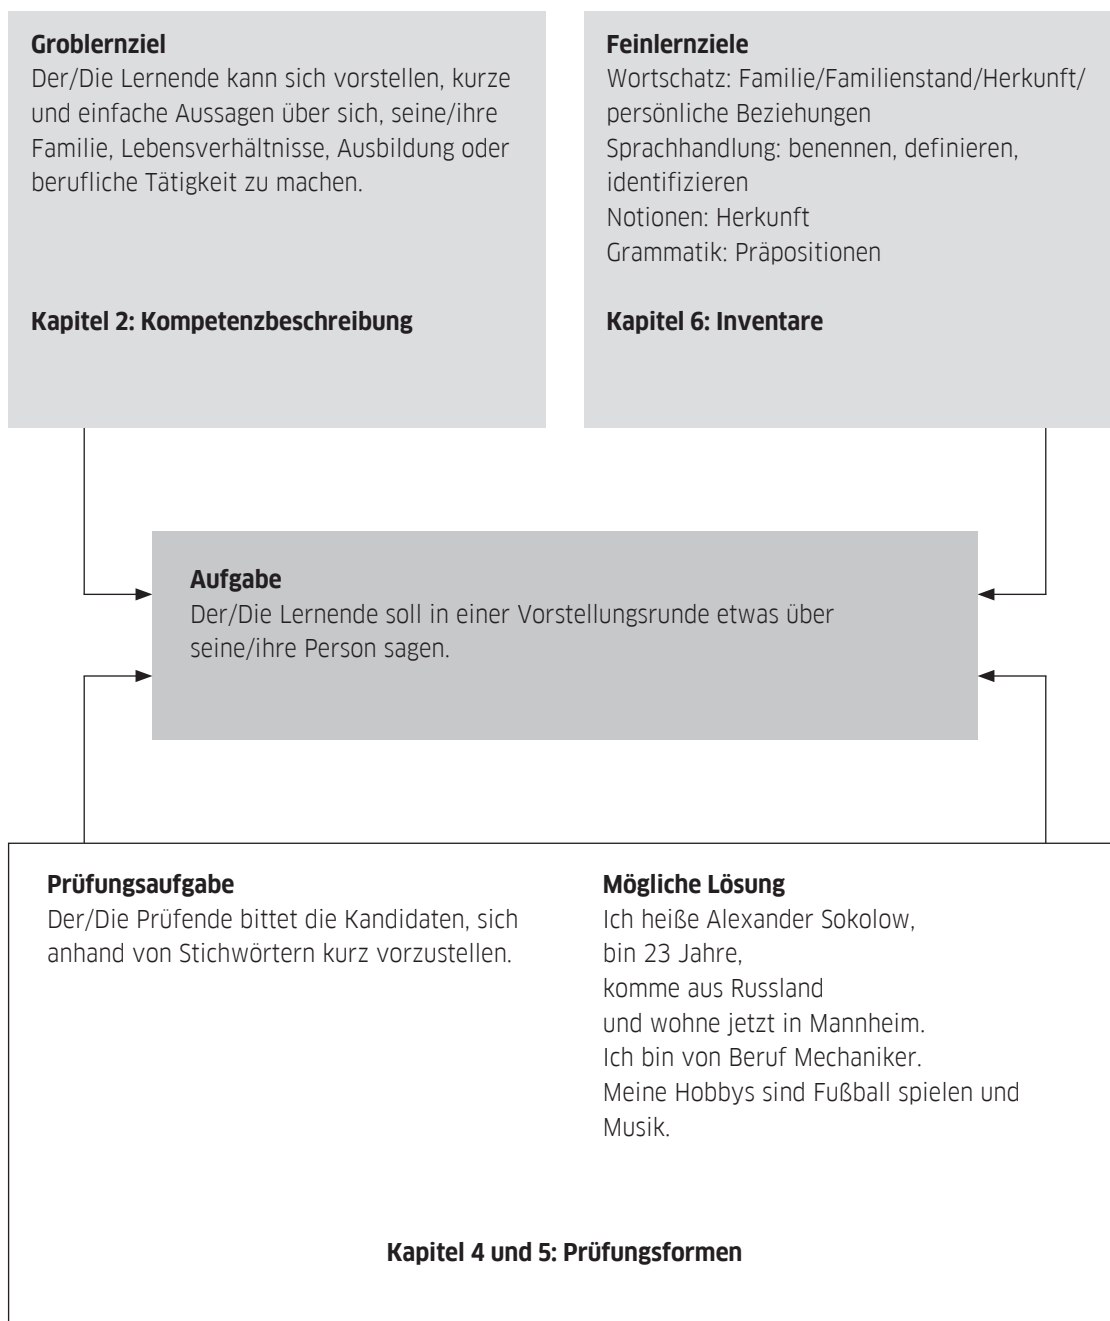 Groblernziel
Der/Die Lernende kann sich vorstellen, kurze
und einfache Aussagen über sich, seine/ihre
Familie, Lebensverhältnisse, Ausbildung oder
berufliche Tätigkeit zu machen.
Kapitel 2: Kompetenzbeschreibung
Feinlernziele
Wortschatz: Familie/Familienstand/Herkunft/
persönliche Beziehungen
Sprachhandlung: benennen, definieren,
identifizieren
Notionen: Herkunft
Grammatik: Präpositionen
Kapitel 6: Inventare
Aufgabe
Der/Die Lernende soll in einer Vorstellungsrunde etwas über
seine/ihre Person sagen.
Prüfungsaufgabe
Der/Die Prüfende bittet die Kandidaten, sich
anhand von Stichwörtern kurz vorzustellen.
Mögliche Lösung
Ich heiße Alexander Sokolow,
bin 23 Jahre,
komme aus Russland
und wohne jetzt in Mannheim.
Ich bin von Beruf Mechaniker.
Meine Hobbys sind Fußball spielen und
Musik.
Kapitel 4 und 5: Prüfungsformen